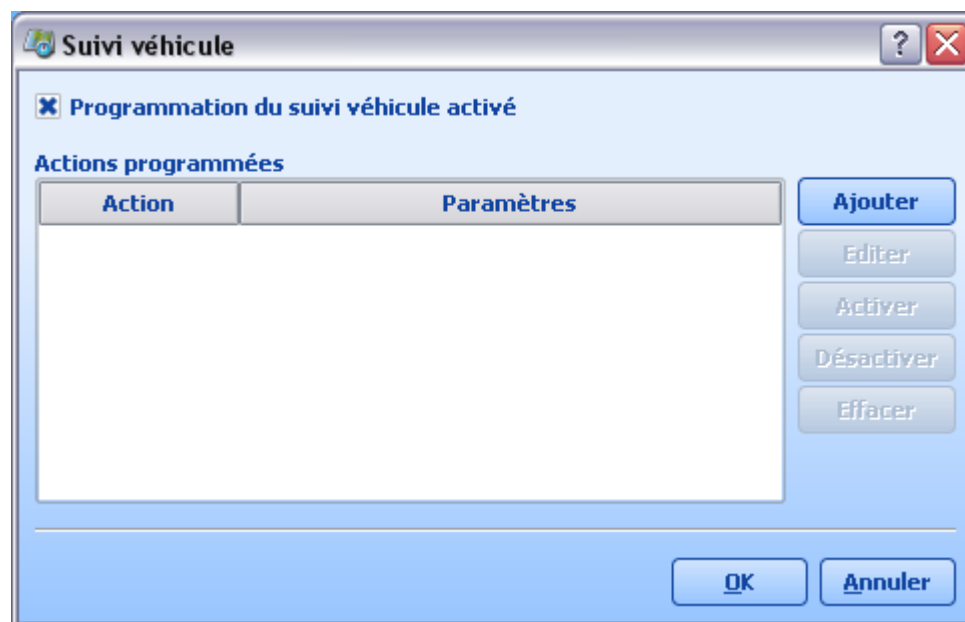 Suivi véhicule
Programmation du suivi véhicule activé
Actions programmées
Action Paramètres
Ajouter
Editer
Activer
Désactiver
Effacer
OK Annuler